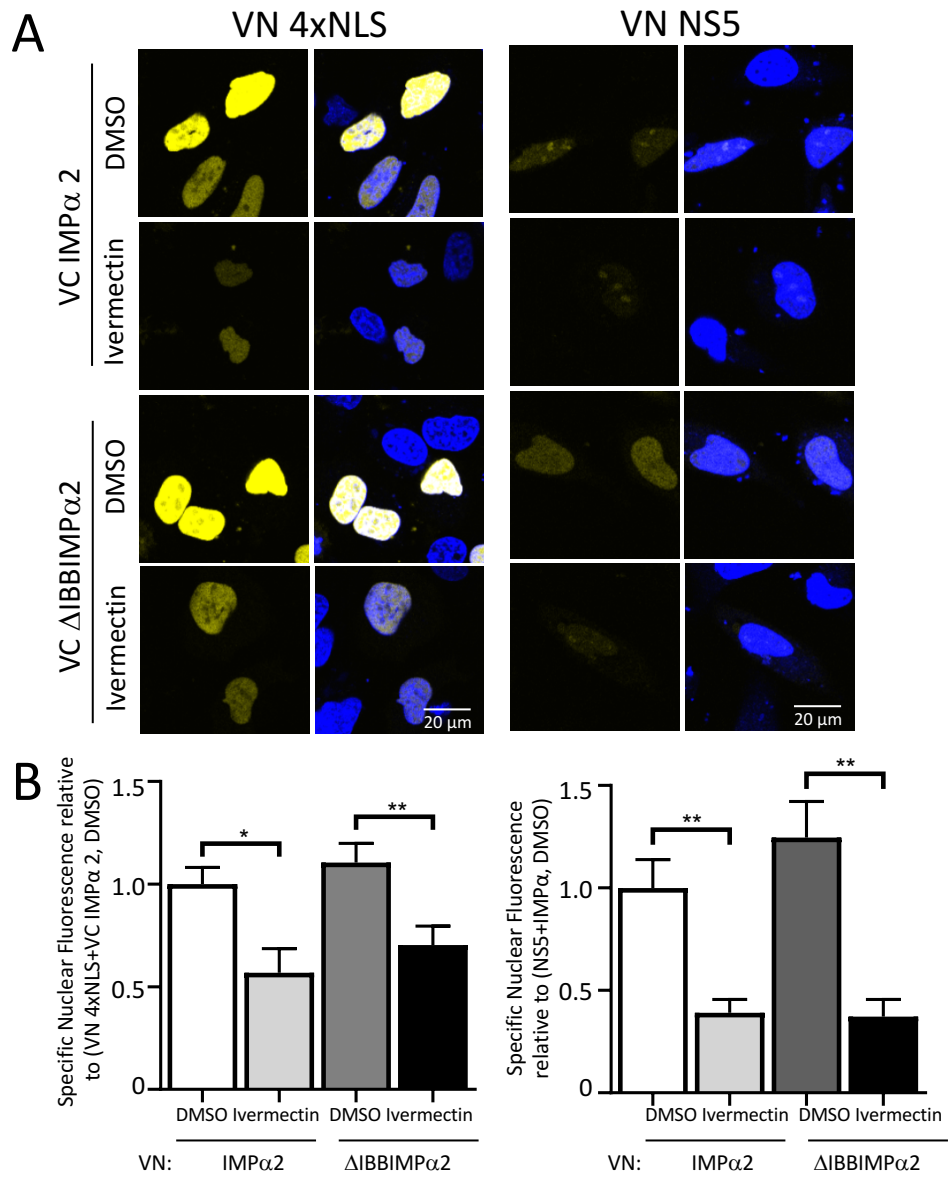 A
VN 4xNLS
VN NS5
VC IMPα 2
DMSO
Ivermectin
VC ΔIBBIMPα2
DMSO
Ivermectin
20 μm
20 μm
B
Specific Nuclear Fluorescence relative
to (VN 4xNLS+VC IMPα 2, DMSO)
1.5
1.0
0.5
0
*
**
DMSO Ivermectin DMSO Ivermectin
VN: IMPα2 ΔIBBIMPα2
Specific Nuclear Fluorescence
relative to (NS5+IMPα, DMSO)
1.5
1.0
0.5
0
**
**
DMSO Ivermectin DMSO Ivermectin
VN: IMPα2 ΔIBBIMPα2